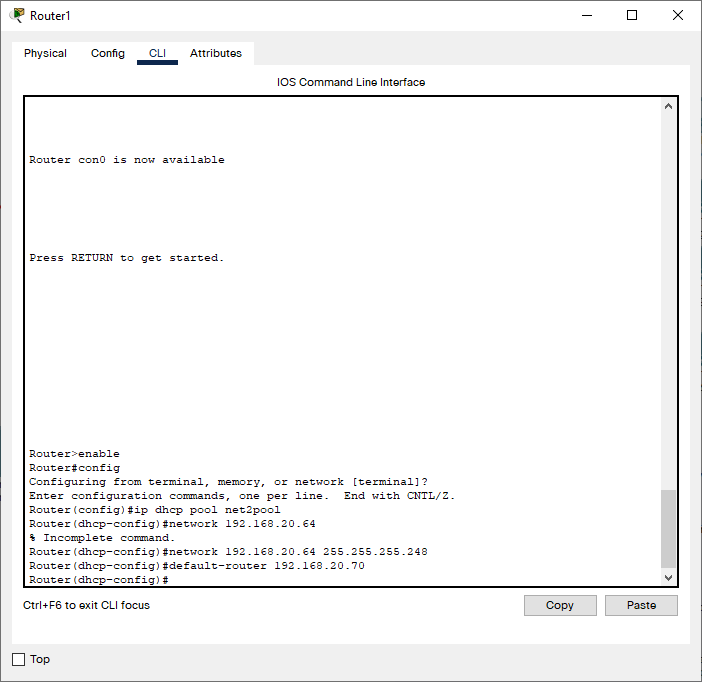 Router1
Physical Config CLI Attributes
IOS Command Line Interface
Router con0 is now available
Press RETURN to get started.
Router>enable
Router#config
Configuring from terminal, memory, or network [terminal]?
Enter configuration commands, one per line.  End with CNTL/Z.
Router(config)#ip dhcp pool net2pool
Router(dhcp-config)#network 192.168.20.64
% Incomplete command.
Router(dhcp-config)#network 192.168.20.64 255.255.255.248
Router(dhcp-config)#default-router 192.168.20.70
Router(dhcp-config)#
Ctrl+F6 to exit CLI focus
Copy Paste
Top